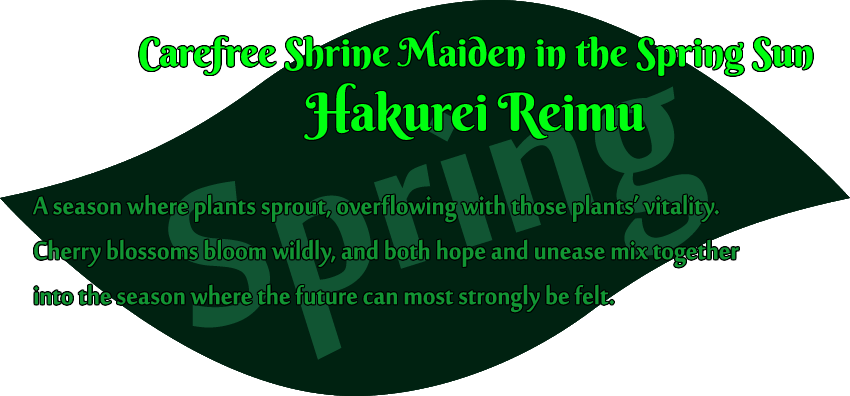 Carefree Shrine Maiden in the Spring Sun
Hakurei Reimu
Spring
A season where plants sprout, overflowing with those plants’ vitality.
Cherry blossoms bloom wildly, and both hope and unease mix together
into the season where the future can most strongly be felt.